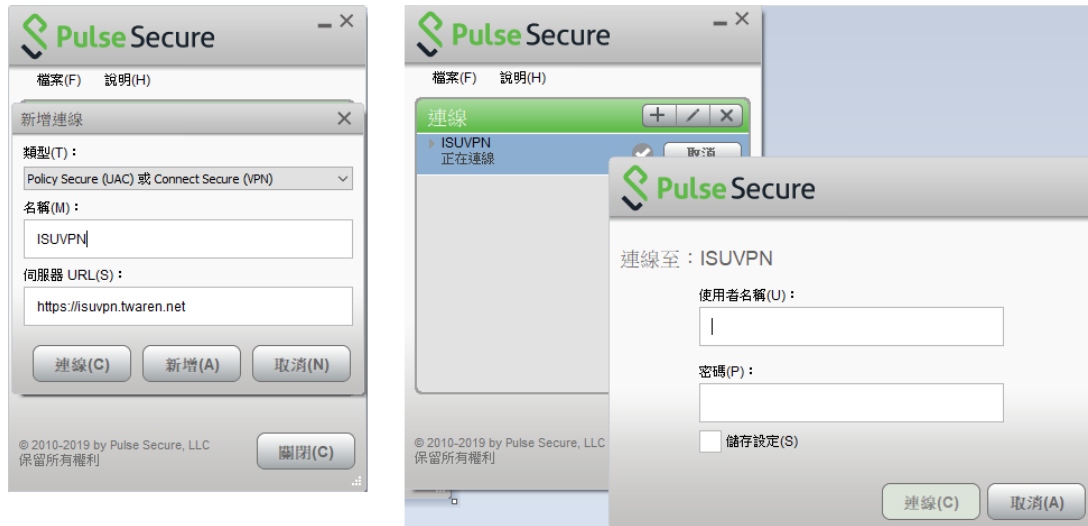 Pulse Secure
檔案(F) 說明(H)
新增連線
類型(T)：
Policy Secure (UAC) 或 Connect Secure (VPN)
名稱(M)：
ISUVPN
伺服器 URL(S)：
https://isuvpn.twaren.net
連線(C) 新增(A) 取消(N)
© 2010-2019 by Pulse Secure, LLC
保留所有權利
關閉(C)
Pulse Secure
檔案(F) 說明(H)
連線
ISUVPN
正在連線
取消
© 2010-2019 by Pulse Secure, LLC
保留所有權利
Pulse Secure
連線至：ISUVPN
使用者名稱(U)：
密碼(P)：
儲存設定(S)
連線(C) 取消(A)